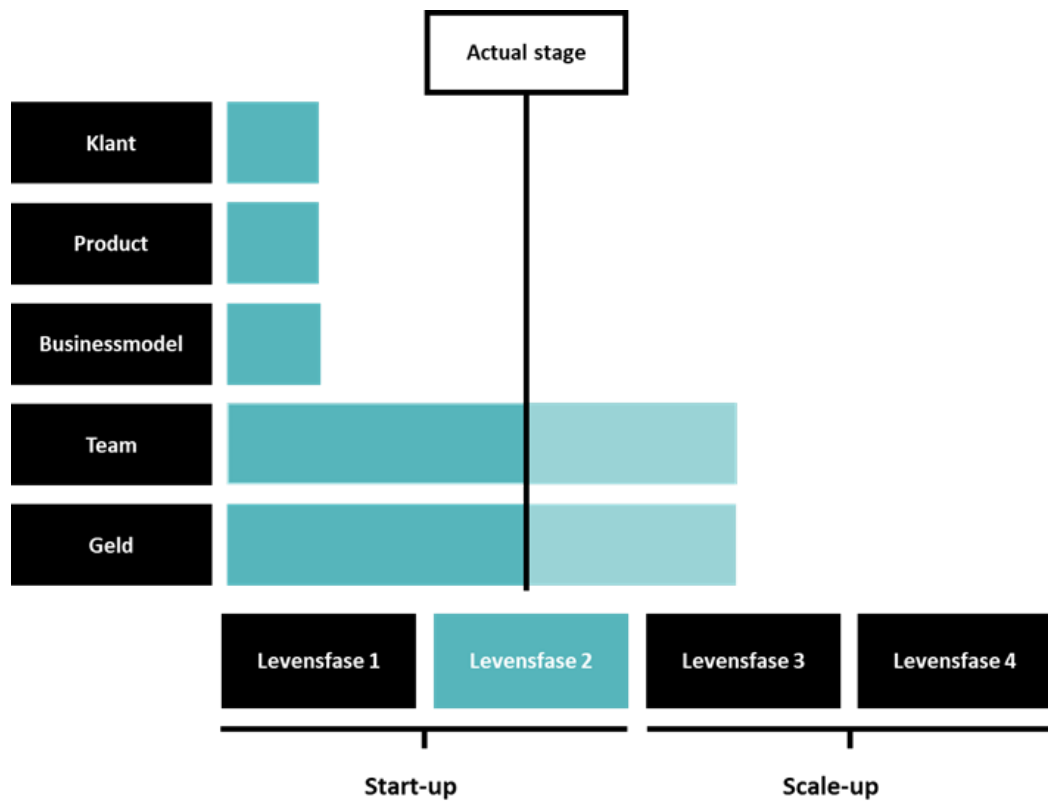 Actual stage
Klant
Product
Businessmodel
Team
Geld
Levensfase 1
Levensfase 2
Levensfase 3
Levensfase 4
Start-up
Scale-up